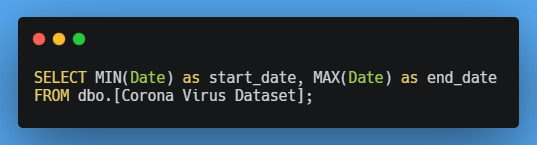 SELECT MIN(Date) as start_date, MAX(Date) as end_date
FROM dbo.[Corona Virus Dataset];